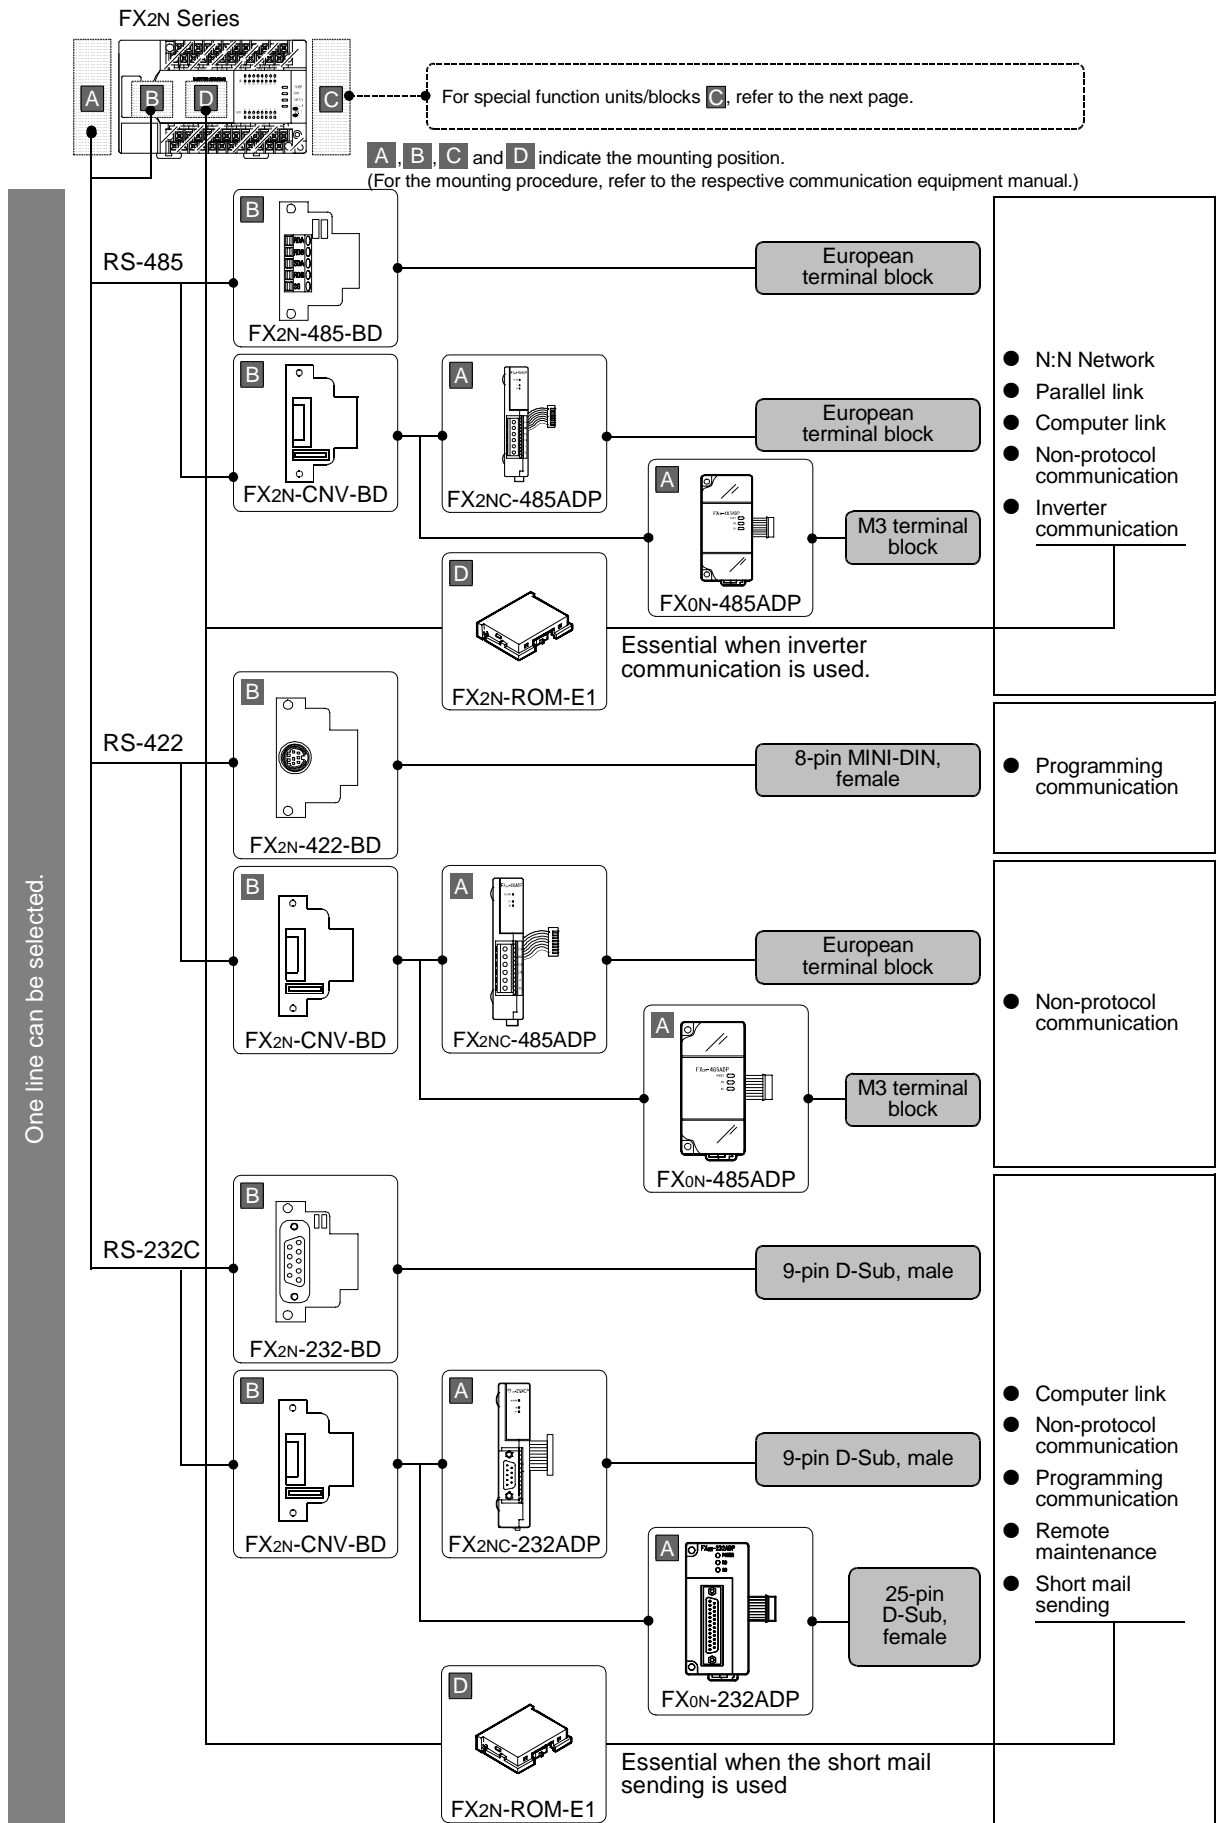 FX2N Series
A
B
D
C
For special function units/blocks C, refer to the next page.
A, B, C and D indicate the mounting position.
(For the mounting procedure, refer to the respective communication equipment manual.)
One line can be selected.
RS-485
B
RDA
RDB
SDA
SG
FX2N-485-BD
European
terminal block
B
FX2N-CNV-BD
A
FX2NC-485ADP
European
terminal block
A
FX0N-485ADP
M3 terminal
block
D
FX2N-ROM-E1
Essential when inverter
communication is used.
● N:N Network
● Parallel link
● Computer link
● Non-protocol
communication
● Inverter
communication
RS-422
B
FX2N-422-BD
8-pin MINI-DIN,
female
● Programming
communication
B
FX2N-CNV-BD
A
FX2NC-485ADP
European
terminal block
A
FX0N-485ADP
M3 terminal
block
● Non-protocol
communication
RS-232C
B
FX2N-232-BD
9-pin D-Sub, male
B
FX2N-CNV-BD
A
FX2NC-232ADP
9-pin D-Sub, male
A
FX0N-232ADP
25-pin
D-Sub,
female
D
FX2N-ROM-E1
Essential when the short mail
sending is used
● Computer link
● Non-protocol
communication
● Programming
communication
● Remote
maintenance
● Short mail
sending